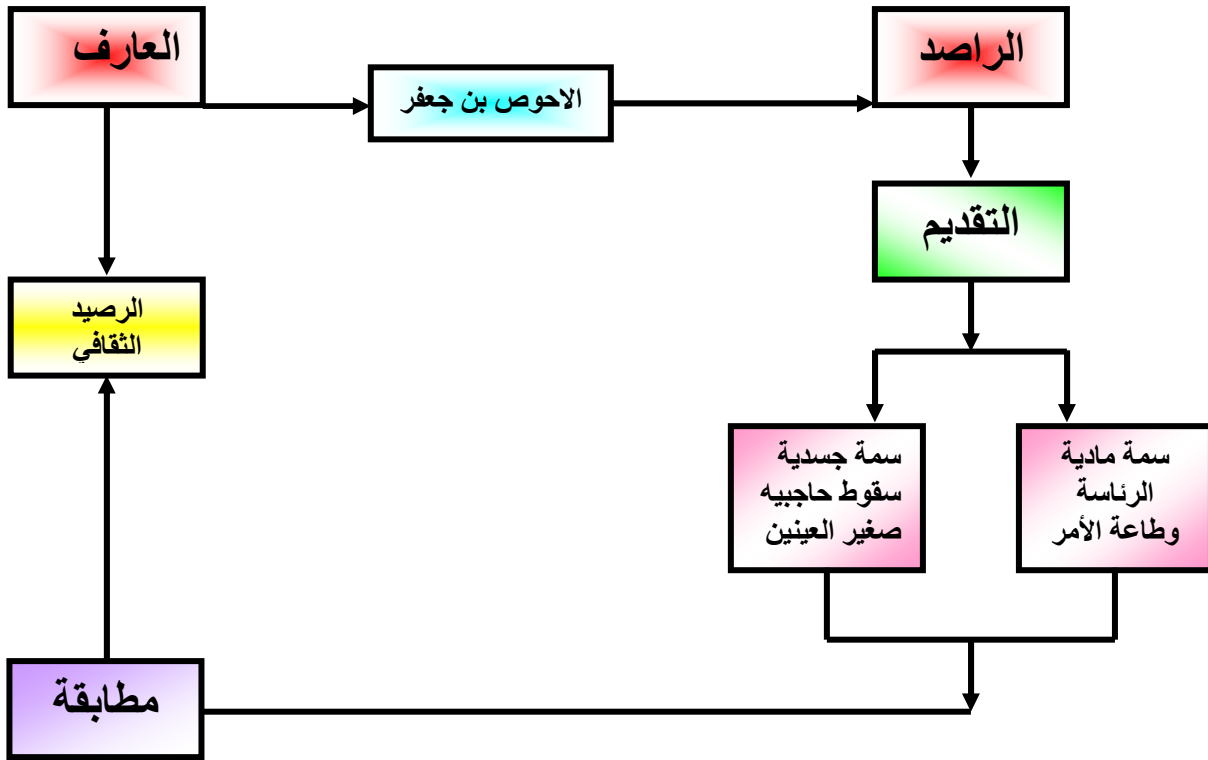 الراصد
الاحوص بن جعفر
العارف
التقديم
الرصيد
الثقافي
سمة مادية
الرئاسة
وطاعة الأمر
سمة جسدية
سقوط حاجبيه
صغير العينين
مطابقة